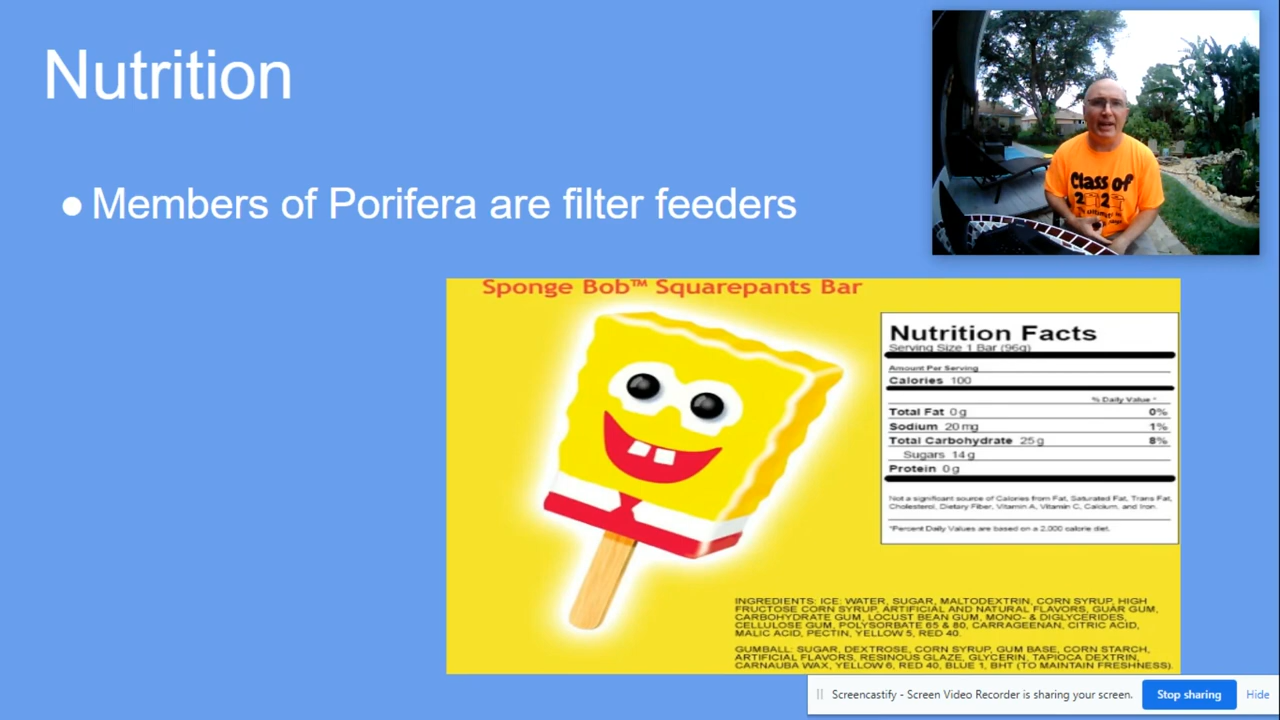 Nutrition
● Members of Porifera are filter feeders
Class of
Sponge Bob™ Squarepants Bar
Nutrition Facts
Serving Size 1 Bar (96g)
Amount Per Serving
Calories 100
% Daily Value *
Total Fat 0 g 0%
Sodium 20 mg 1%
Total Carbohydrate 25 g 8%
Sugars 14 g
Protein 0 g
Not a significant source of Calories from Fat, Saturated Fat, Trans Fat,
Cholesterol, Dietary Fiber, Vitamin A, Vitamin C, Calcium, and Iron.
*Percent Daily Values are based on a 2,000 calorie diet.
INGREDIENTS: ICE: WATER, SUGAR, MALTODEXTRIN, CORN SYRUP, HIGH
FRUCTOSE CORN SYRUP, ARTIFICIAL AND NATURAL FLAVORS, GUAR GUM,
CARBOHYDRATE GUM, LOCUST BEAN GUM, MONO- & DIGLYCERIDES,
CELLULOSE GUM, POLYSORBATE 65 & 80, CARRAGEENAN, CITRIC ACID,
MALIC ACID, PECTIN, YELLOW 5, RED 40.
GUMBALL: SUGAR, DEXTROSE, CORN SYRUP, GUM BASE, CORN STARCH,
ARTIFICIAL FLAVORS, RESINOUS GLAZE, GLYCERIN, TAPIOCA DEXTRIN,
CARNAUBA WAX, YELLOW 6, RED 40, BLUE 1, BHT (TO MAINTAIN FRESHNESS).
Screencastify - Screen Video Recorder is sharing your screen.
Stop sharing
Hide